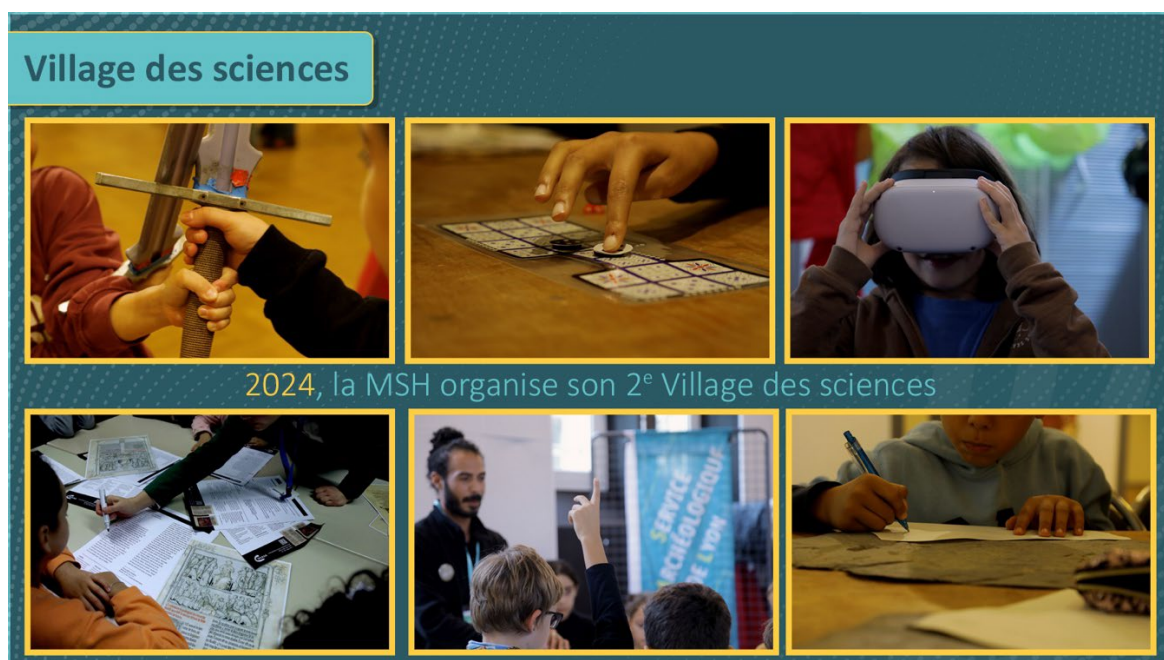 Village des sciences
2024, la MSH organise son 2e Village des sciences
SERVICE
ARCHÉOLOGIQUE
DE LYON